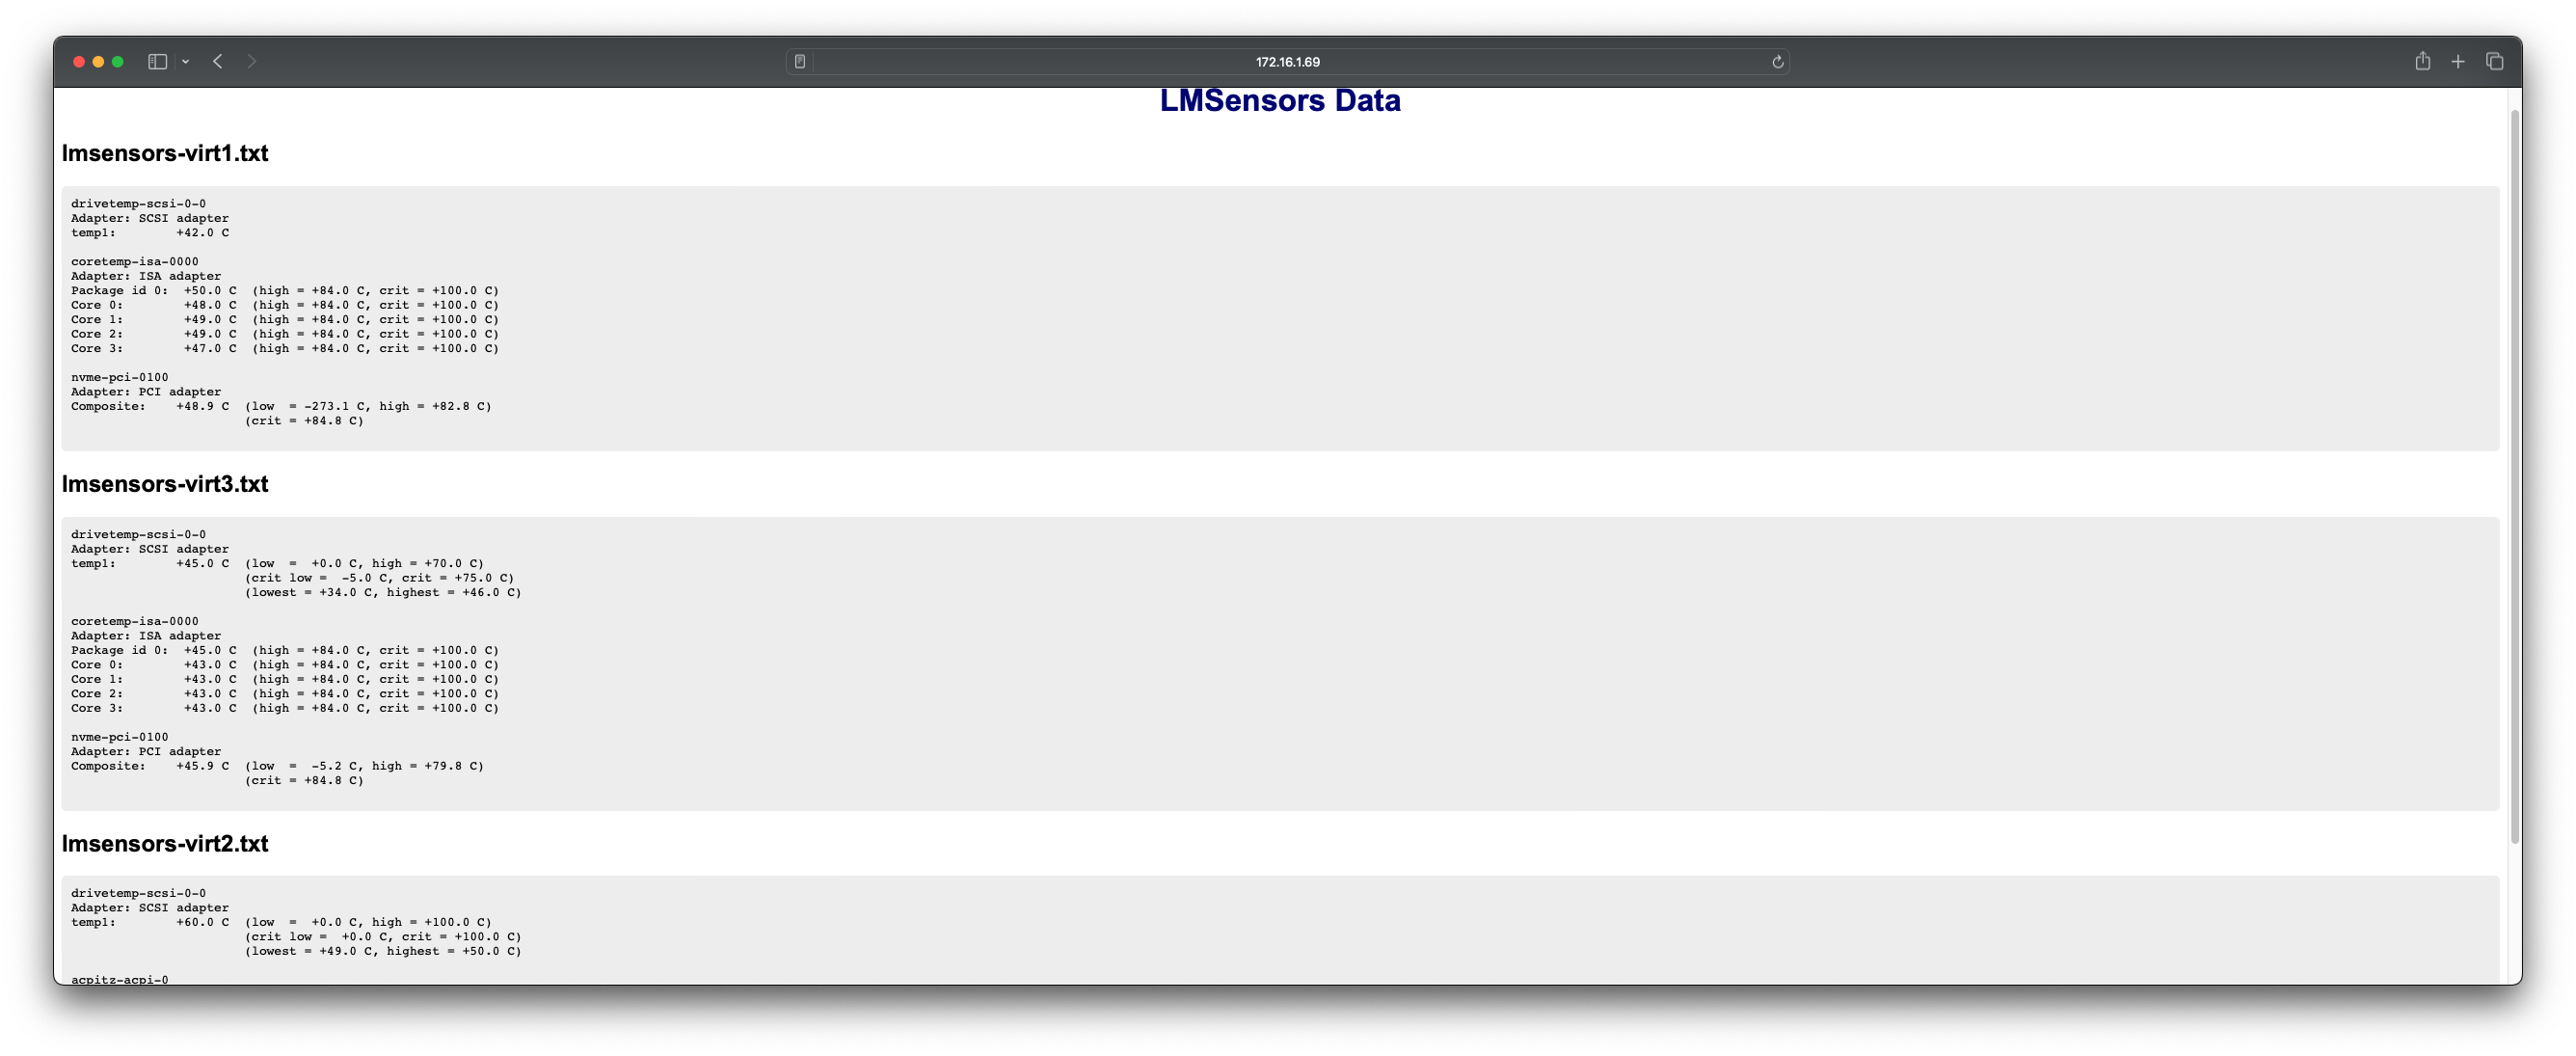 172.16.1.69
LMSensors Data
lmsensors-virt1.txt
drivetemp-scsi-0-0
Adapter: SCSI adapter
temp1:        +42.0 C
coretemp-isa-0000
Adapter: ISA adapter
Package id 0:  +50.0 C  (high = +84.0 C, crit = +100.0 C)
Core 0:        +48.0 C  (high = +84.0 C, crit = +100.0 C)
Core 1:        +49.0 C  (high = +84.0 C, crit = +100.0 C)
Core 2:        +49.0 C  (high = +84.0 C, crit = +100.0 C)
Core 3:        +47.0 C  (high = +84.0 C, crit = +100.0 C)
nvme-pci-0100
Adapter: PCI adapter
Composite:    +48.9 C  (low  = -273.1 C, high = +82.8 C)
                       (crit = +84.8 C)
lmsensors-virt3.txt
drivetemp-scsi-0-0
Adapter: SCSI adapter
temp1:        +45.0 C  (low  =  +0.0 C, high = +70.0 C)
                       (crit low =  -5.0 C, crit = +75.0 C)
                       (lowest = +34.0 C, highest = +46.0 C)
coretemp-isa-0000
Adapter: ISA adapter
Package id 0:  +45.0 C  (high = +84.0 C, crit = +100.0 C)
Core 0:        +43.0 C  (high = +84.0 C, crit = +100.0 C)
Core 1:        +43.0 C  (high = +84.0 C, crit = +100.0 C)
Core 2:        +43.0 C  (high = +84.0 C, crit = +100.0 C)
Core 3:        +43.0 C  (high = +84.0 C, crit = +100.0 C)
nvme-pci-0100
Adapter: PCI adapter
Composite:    +45.9 C  (low  =  -5.2 C, high = +79.8 C)
                       (crit = +84.8 C)
lmsensors-virt2.txt
drivetemp-scsi-0-0
Adapter: SCSI adapter
temp1:        +60.0 C  (low  =  +0.0 C, high = +100.0 C)
                       (crit low =  +0.0 C, crit = +100.0 C)
                       (lowest = +49.0 C, highest = +50.0 C)
acpitz-acpi-0